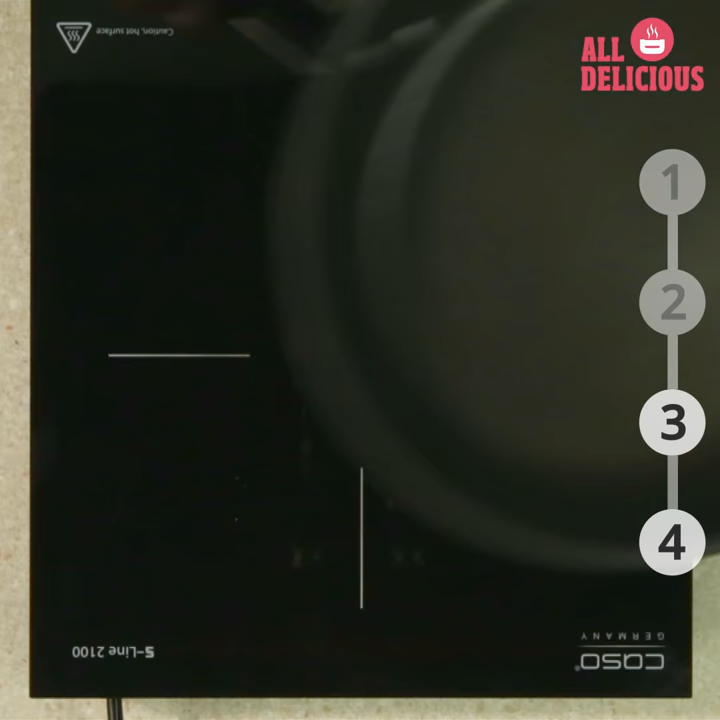 Caution, hot surface
ALL
DELICIOUS
1
2
3
4
S-Line 2100
GERMANY
caso®